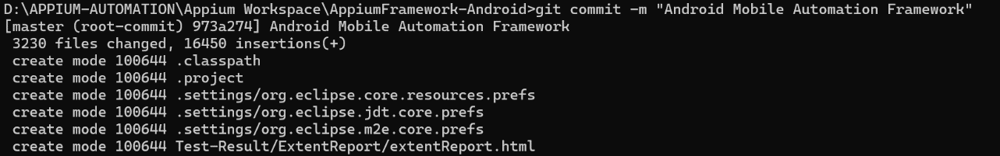 D:\APPIUM-AUTOMATION\Appium Workspace\AppiumFramework-Android>git commit -m "Android Mobile Automation Framework"
[master (root-commit) 973a274] Android Mobile Automation Framework
 3230 files changed, 16450 insertions(+)
 create mode 100644 .classpath
 create mode 100644 .project
 create mode 100644 .settings/org.eclipse.core.resources.prefs
 create mode 100644 .settings/org.eclipse.jdt.core.prefs
 create mode 100644 .settings/org.eclipse.m2e.core.prefs
 create mode 100644 Test-Result/ExtentReport/extentReport.html